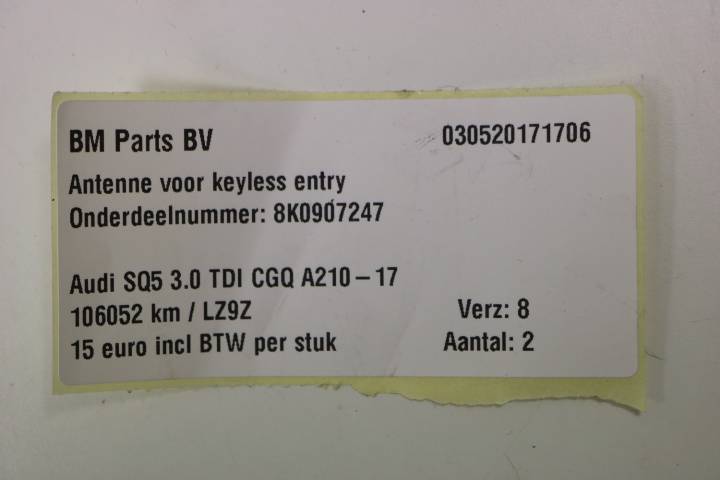 BM Parts BV 030520171706
Antenne voor keyless entry
Onderdeelnummer: 8K0907247
Audi SQ5 3.0 TDI CGQ A210-17
106052 km / LZ9Z Verz: 8
15 euro incl BTW per stuk Aantal: 2